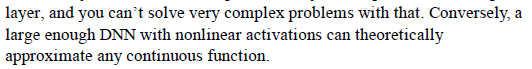 layer, and you can’t solve very complex problems with that. Conversely, a
large enough DNN with nonlinear activations can theoretically
approximate any continuous function.